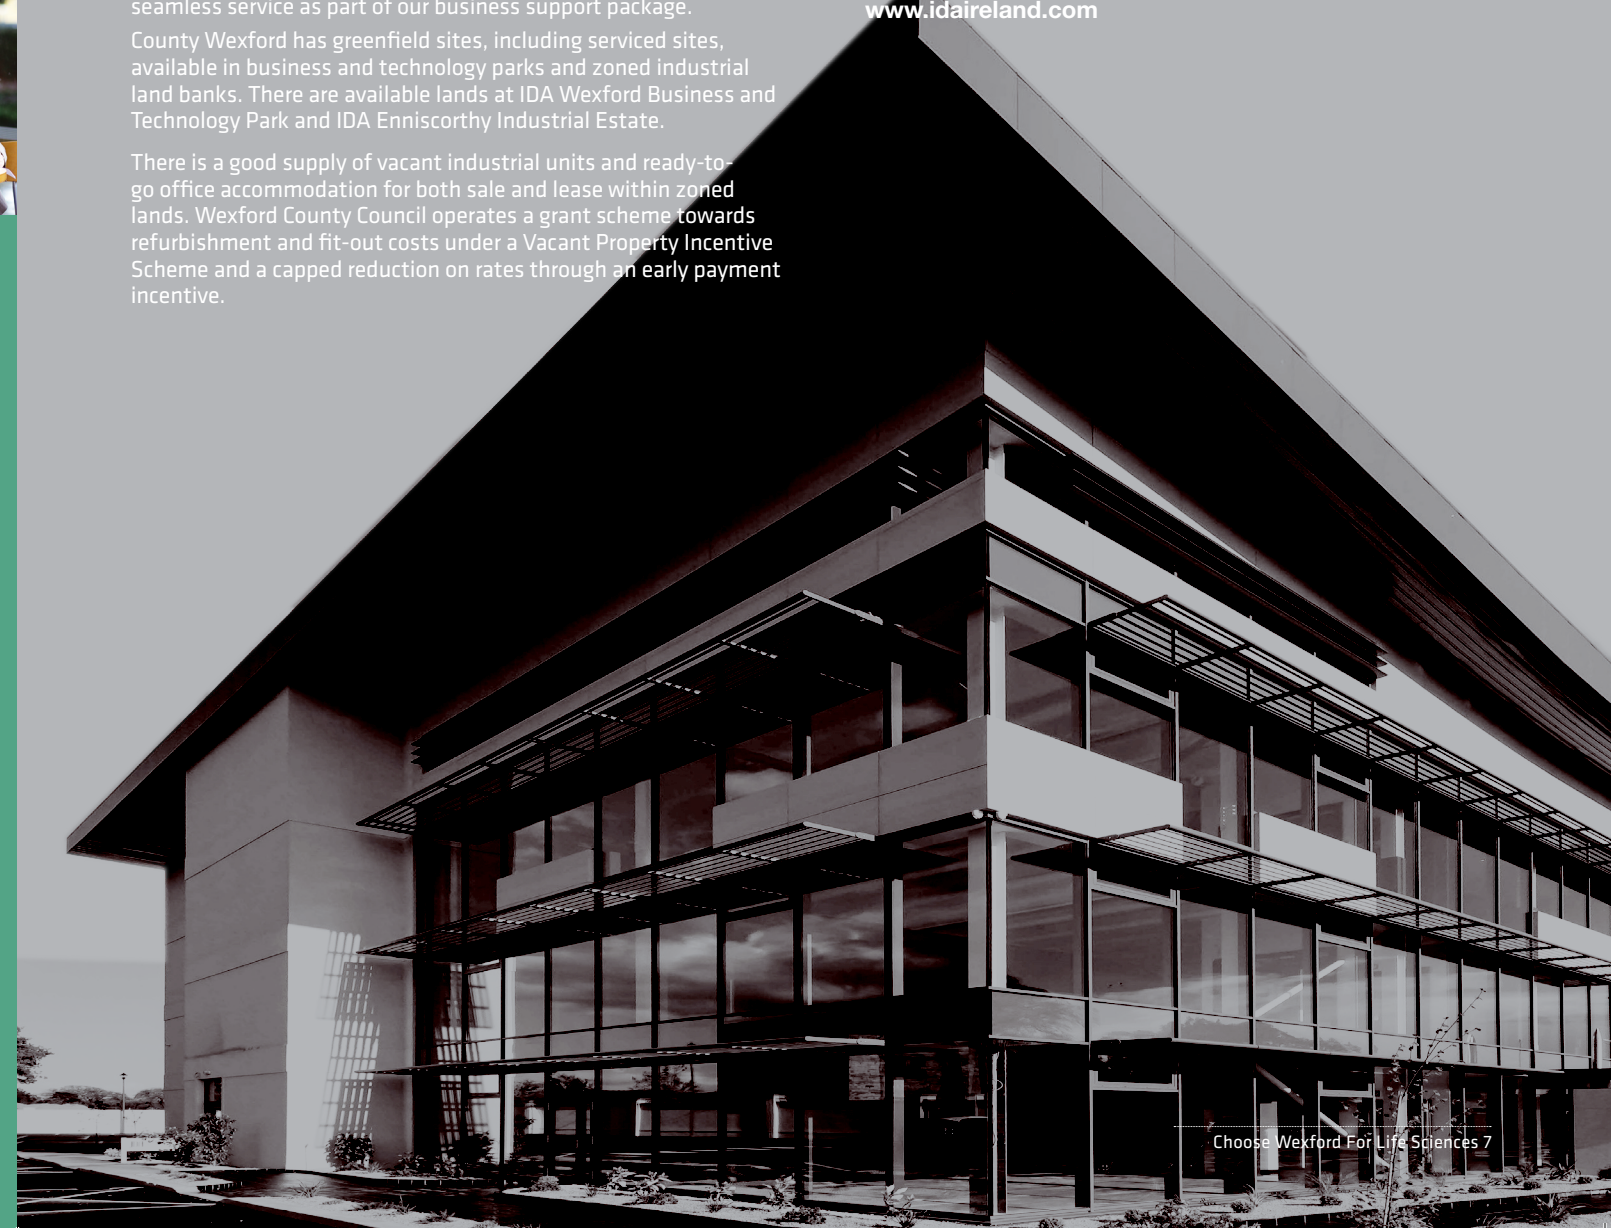 seamless service as part of our business support package.
County Wexford has greenfield sites, including serviced sites,
available in business and technology parks and zoned industrial
land banks. There are available lands at IDA Wexford Business and
Technology Park and IDA Enniscorthy Industrial Estate.
There is a good supply of vacant industrial units and ready-to-
go office accommodation for both sale and lease within zoned
lands. Wexford County Council operates a grant scheme towards
refurbishment and fit-out costs under a Vacant Property Incentive
Scheme and a capped reduction on rates through an early payment
incentive.
www.idaireland.com
Choose Wexford For Life Sciences 7